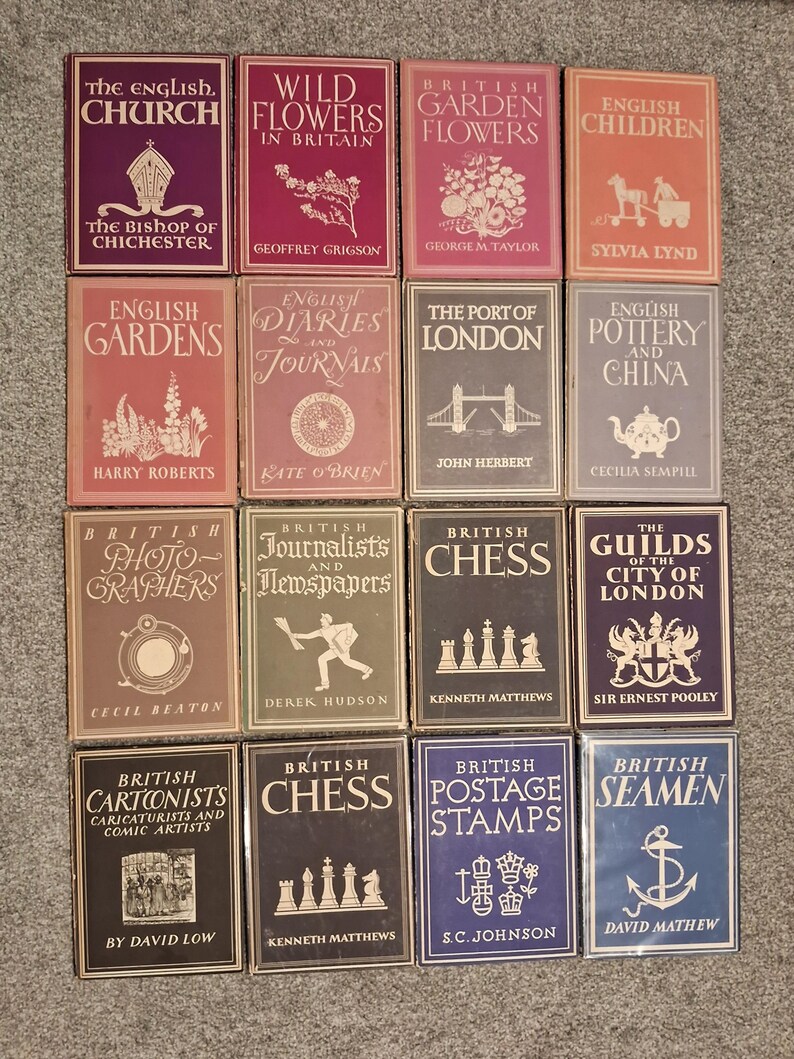 THE ENGLISH
CHURCH
THE BISHOP OF
CHICHESTER
WILD
FLOWERS
IN BRITAIN
GEOFFREY GRIGSON
BRITISH
GARDEN
FLOWERS
GEORGE M. TAYLOR
ENGLISH
CHILDREN
SYLVIA LYND
ENGLISH
GARDENS
HARRY ROBERTS
ENGLISH
DIARIES
AND
JOURNALS
KATE O'BRIEN
THE PORT OF
LONDON
JOHN HERBERT
ENGLISH
POTTERY
AND
CHINA
CECILIA SEMPILL
BRITISH
PHOTO-
GRAPHERS
CECIL BEATON
BRITISH
Journalists
AND
Newspapers
DEREK HUDSON
BRITISH
CHESS
KENNETH MATTHEWS
THE
GUILDS
OF THE
CITY OF
LONDON
SIR ERNEST POOLEY
BRITISH
CARTOONISTS
CARICATURISTS AND
COMIC ARTISTS
BY DAVID LOW
BRITISH
CHESS
KENNETH MATTHEWS
BRITISH
POSTAGE
STAMPS
S.C. JOHNSON
BRITISH
SEAMEN
DAVID MATHEW